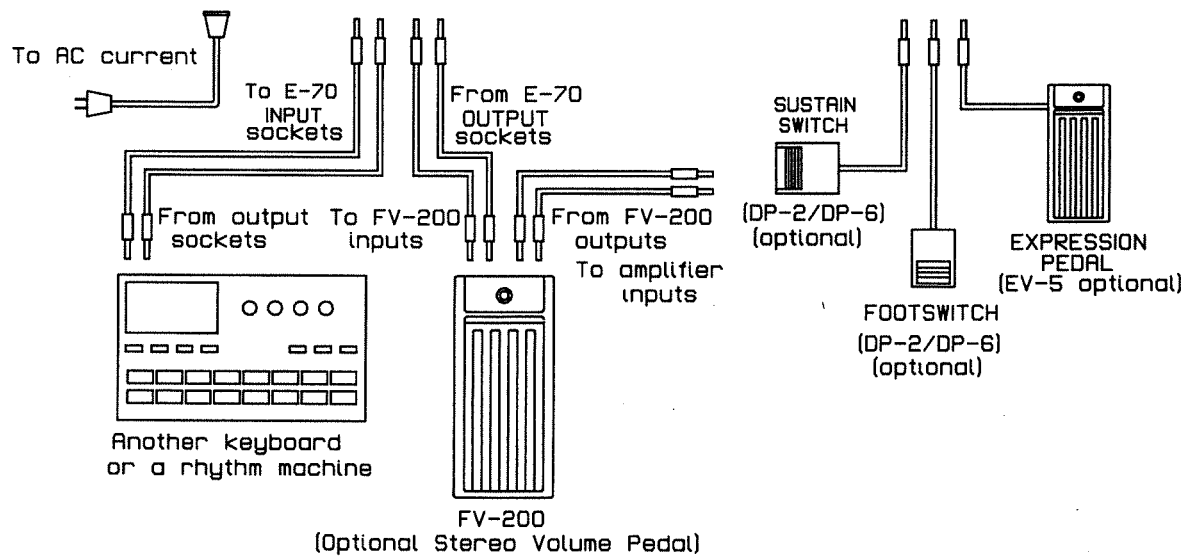 To AC current
To E-70
INPUT
sockets
From E-70
OUTPUT
sockets
From output
sockets
To FV-200
inputs
From FV-200
outputs
To amplifier
inputs
Another keyboard
or a rhythm machine
FV-200
(Optional Stereo Volume Pedal)
SUSTAIN
SWITCH
(DP-2/DP-6)
(optional)
FOOTSWITCH
(DP-2/DP-6)
(optional)
EXPRESSION
PEDAL
(EV-5 optional)